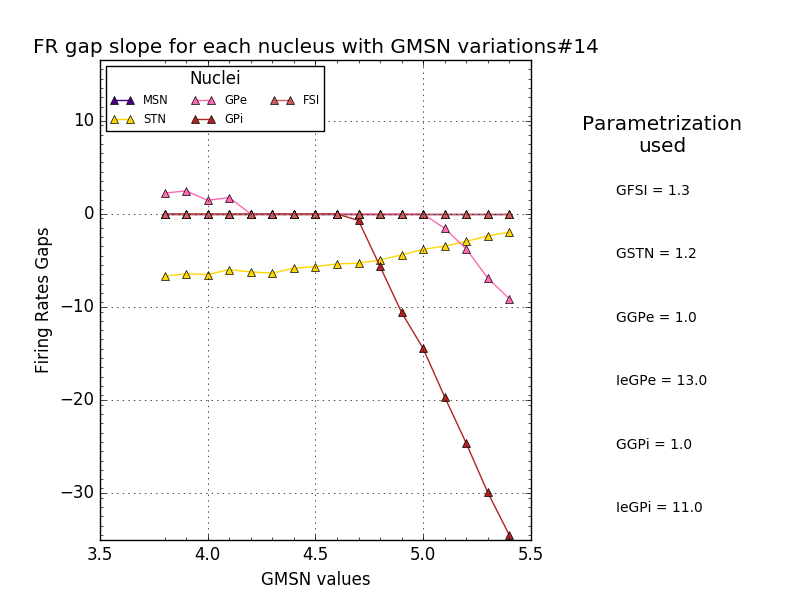 FR gap slope for each nucleus with GMSN variations#14
Nuclei
MSN GPe FSI
STN GPi
10
0
−10
−20
−30
Firing Rates Gaps
3.5 4.0 4.5 5.0 5.5
GMSN values
Parametrization
used
GFSI = 1.3
GSTN = 1.2
GGPe = 1.0
IeGPe = 13.0
GGPi = 1.0
IeGPi = 11.0